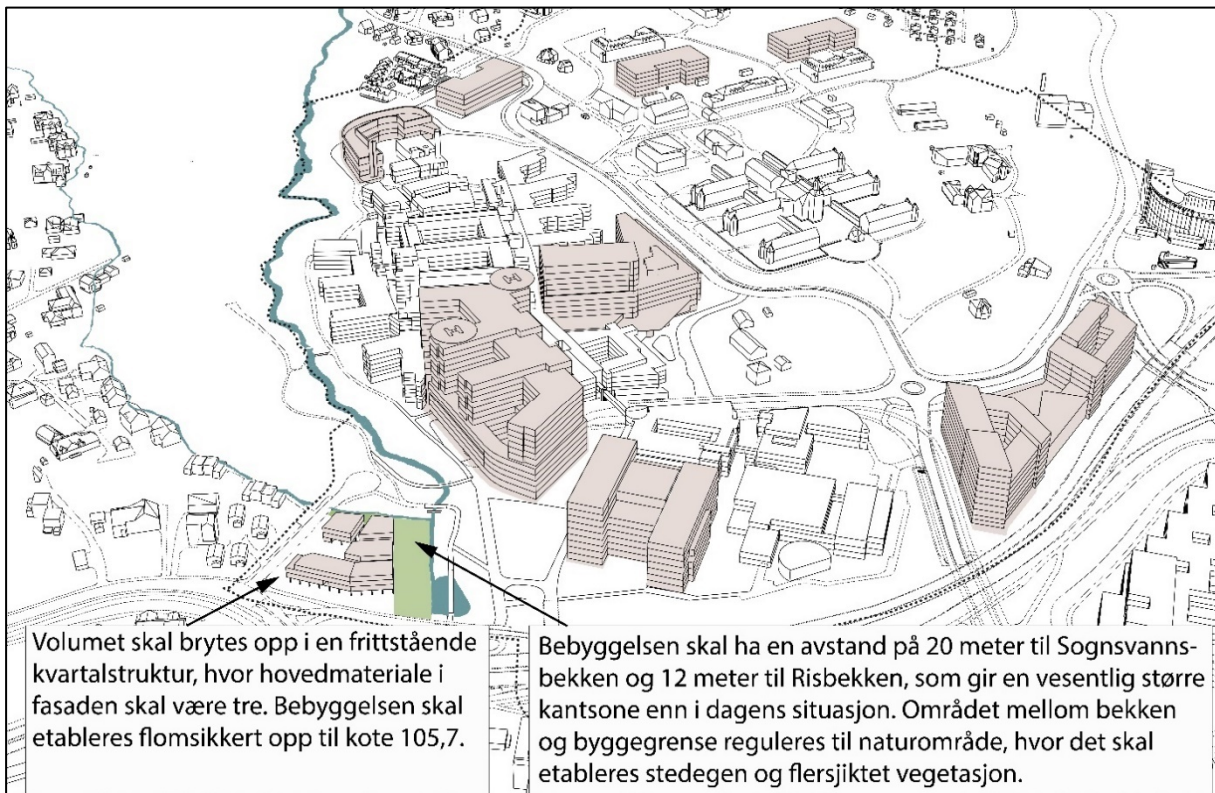 Volumet skal brytes opp i en frittstående
kvartalstruktur, hvor hovedmateriale i
fasaden skal være tre. Bebyggelsen skal
etableres flomsikkert opp til kote 105,7.
Bebyggelsen skal ha en avstand på 20 meter til Sognsvanns-
bekken og 12 meter til Risbekken, som gir en vesentlig større
kantsone enn i dagens situasjon. Området mellom bekken
og byggegrense reguleres til naturområde, hvor det skal
etableres stedegen og flersjiktet vegetasjon.